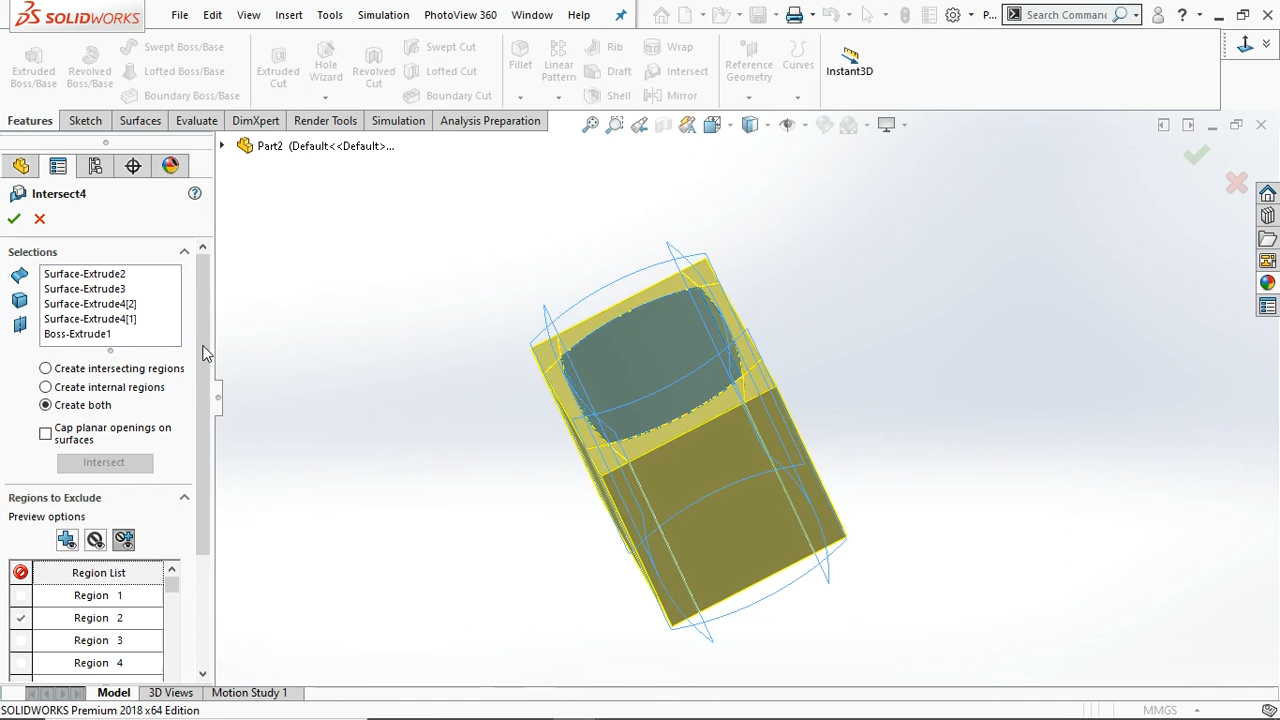 SOLIDWORKS File Edit View Insert Tools Simulation PhotoView 360 Window Help P... Search Commanc ?
Extruded Boss/Base Revolved Boss/Base Swept Boss/Base Lofted Boss/Base Boundary Boss/Base Extruded Cut Hole Wizard Revolved Cut Swept Cut Lofted Cut Boundary Cut Fillet Linear Pattern Rib Draft Shell Wrap Intersect Mirror Reference Geometry Curves Instant3D
Features Sketch Surfaces Evaluate DimXpert Render Tools Simulation Analysis Preparation
Part2 (Default<<Default>...
Intersect4 ?
Selections
Surface-Extrude2
Surface-Extrude3
Surface-Extrude4[2]
Surface-Extrude4[1]
Boss-Extrude1
Create intersecting regions
Create internal regions
Create both
Cap planar openings on
surfaces
Intersect
Regions to Exclude
Preview options
Region List
Region 1
Region 2
Region 3
Region 4
Model 3D Views Motion Study 1
SOLIDWORKS Premium 2018 x64 Edition MMGS